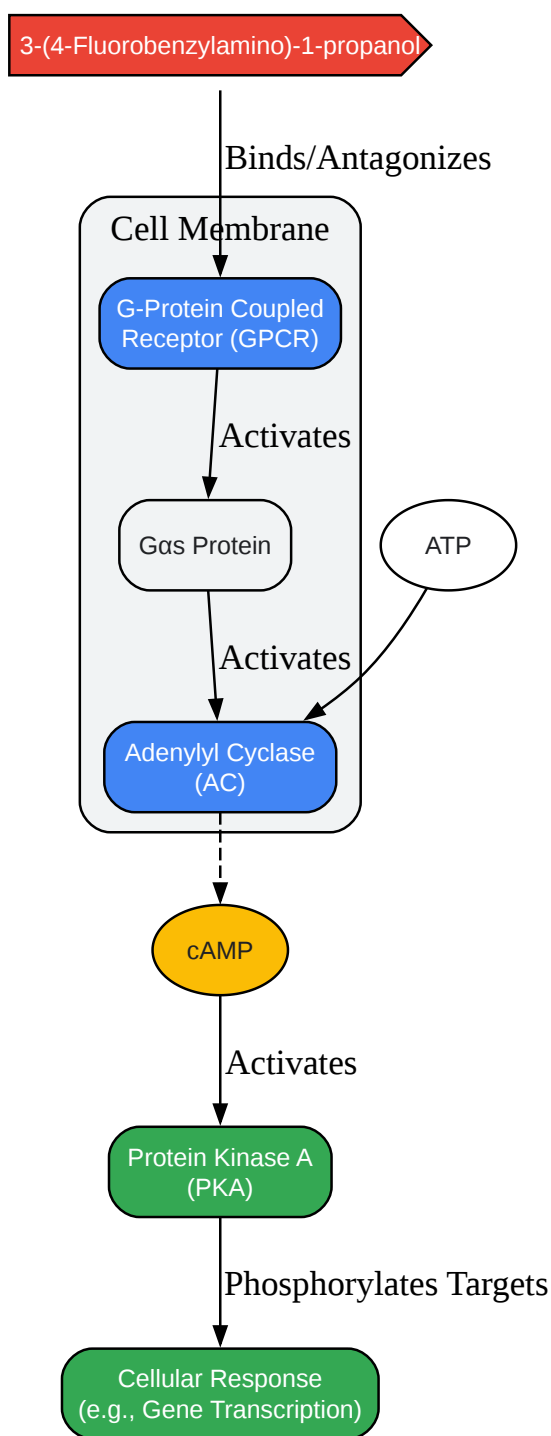 3-(4-Fluorobenzylamino)-1-propanol
Binds/Antagonizes
Cell Membrane
G-Protein Coupled
Receptor (GPCR)
Activates
Gαs Protein
ATP
Activates
Adenylyl Cyclase
(AC)
cAMP
Activates
Protein Kinase A
(PKA)
Phosphorylates Targets
Cellular Response
(e.g., Gene Transcription)